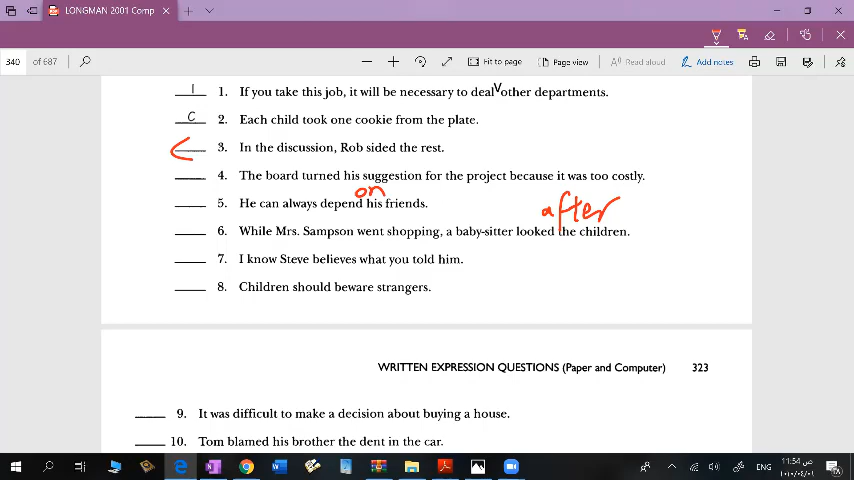 LONGMAN 2001 Comp
340 of 687
Fit to page
Page view
Read aloud
Add notes
I 1. If you take this job, it will be necessary to deal V other departments.
C 2. Each child took one cookie from the plate.
C 3. In the discussion, Rob sided the rest.
4. The board turned his suggestion for the project because it was too costly.
on
5. He can always depend his friends.
after
6. While Mrs. Sampson went shopping, a baby-sitter looked the children.
7. I know Steve believes what you told him.
8. Children should beware strangers.
WRITTEN EXPRESSION QUESTIONS (Paper and Computer) 323
9. It was difficult to make a decision about buying a house.
10. Tom blamed his brother the dent in the car.
ENG
11:54 ص